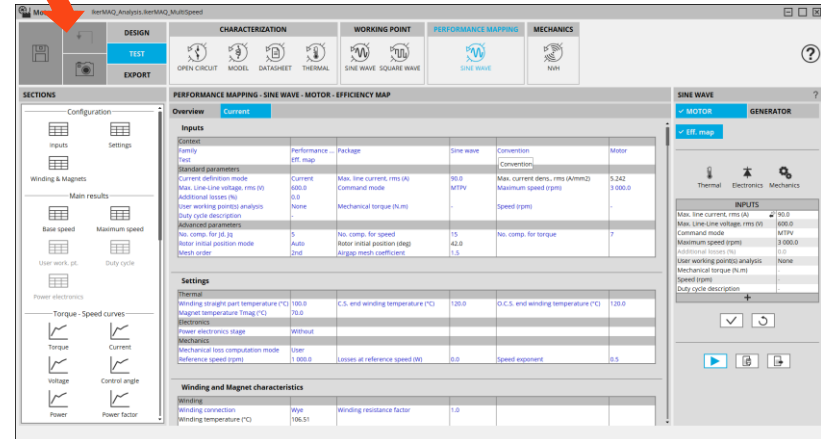 Mot
IkerMAQ_Analysis.IkerMAQ_MultiSpeed
DESIGN
TEST
EXPORT
CHARACTERIZATION
OPEN CIRCUIT MODEL DATASHEET THERMAL
WORKING POINT
SINE WAVE SQUARE WAVE
PERFORMANCE MAPPING
SINE WAVE
MECHANICS
NVH
?
SECTIONS
Configuration
Inputs Settings
Winding & Magnets
Main results
Base speed Maximum speed
User work. pt. Duty cycle
Power electronics
Torque - Speed curves
Torque Current
Voltage Control angle
Power Power factor
PERFORMANCE MAPPING - SINE WAVE - MOTOR - EFFICIENCY MAP
Overview Current
Inputs
Context
Family Performance ... Package Sine wave Convention Motor
Test Eff. map
Convention
Standard parameters
Current definition mode Current Max. line current, rms (A) 90.0 Max. current dens., rms (A/mm2) 5.242
Max. Line-Line voltage, rms (V) 600.0 Command mode MTPV Maximum speed (rpm) 3 000.0
Additional losses (%) 0.0
User working point(s) analysis None Mechanical torque (N.m) - Speed (rpm) -
Duty cycle description -
Advanced parameters
No. comp. for Jd, Jq 5 No. comp. for speed 15 No. comp. for torque 7
Rotor initial position mode Auto Rotor initial position (deg) 42.0
Mesh order 2nd Airgap mesh coefficient 1.5
Settings
Thermal
Winding straight part temperature (°C) 100.0 C.S. end winding temperature (°C) 120.0 O.C.S. end winding temperature (°C) 120.0
Magnet temperature Tmag (°C) 70.0
Electronics
Power electronics stage Without
Mechanics
Mechanical loss computation mode User
Reference speed (rpm) 1 000.0 Losses at reference speed (W) 0.0 Speed exponent 0.5
Winding and Magnet characteristics
Winding
Winding connection Wye Winding resistance factor 1.0
Winding temperature (°C) 106.51
SINE WAVE ?
MOTOR GENERATOR
Eff. map
Thermal Electronics Mechanics
INPUTS
Max. line current, rms (A) 90.0
Max. Line-Line voltage, rms (V) 600.0
Command mode MTPV
Maximum speed (rpm) 3 000.0
Additional losses (%) 0.0
User working point(s) analysis None
Mechanical torque (N.m) -
Speed (rpm) -
Duty cycle description -
+